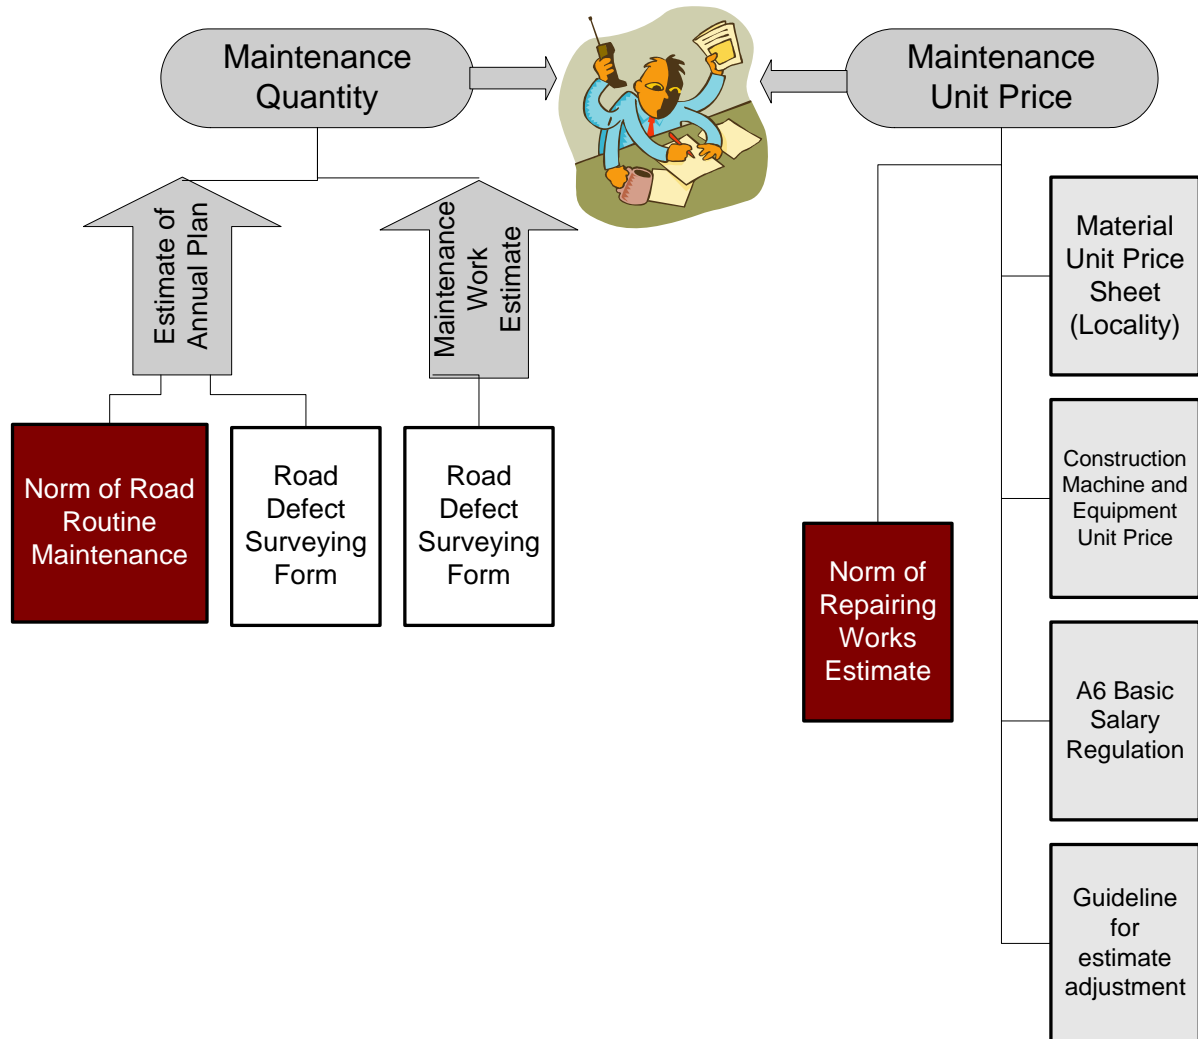 Maintenance
Quantity
Maintenance
Unit Price
Estimate of
Annual Plan
Maintenance
Work
Estimate
Norm of Road
Routine
Maintenance
Road
Defect
Surveying
Form
Road
Defect
Surveying
Form
Norm of
Repairing
Works
Estimate
Material
Unit Price
Sheet
(Locality)
Construction
Machine and
Equipment
Unit Price
A6 Basic
Salary
Regulation
Guideline
for
estimate
adjustment